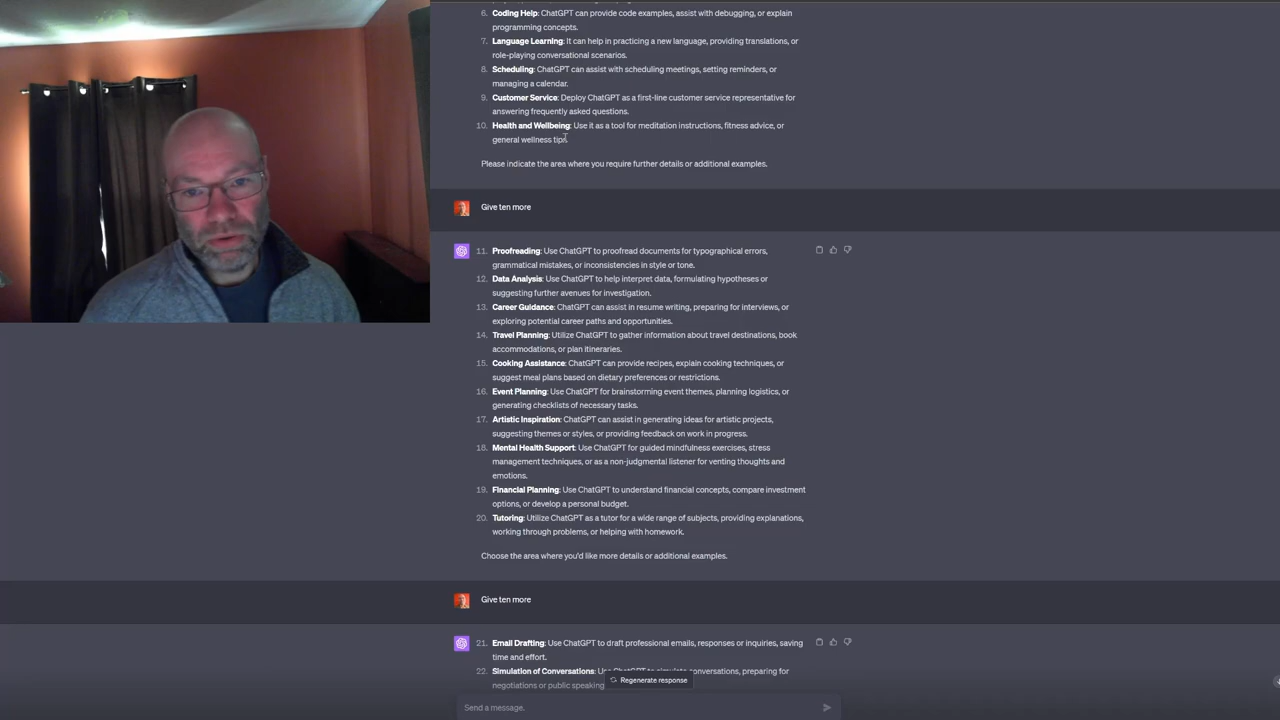 6. Coding Help: ChatGPT can provide code examples, assist with debugging, or explain
programming concepts.
7. Language Learning: It can help in practicing a new language, providing translations, or
role-playing conversational scenarios.
8. Scheduling: ChatGPT can assist with scheduling meetings, setting reminders, or
managing a calendar.
9. Customer Service: Deploy ChatGPT as a first-line customer service representative for
answering frequently asked questions.
10. Health and Wellbeing: Use it as a tool for meditation instructions, fitness advice, or
general wellness tips.
Please indicate the area where you require further details or additional examples.
Give ten more
11. Proofreading: Use ChatGPT to proofread documents for typographical errors,
grammatical mistakes, or inconsistencies in style or tone.
12. Data Analysis: Use ChatGPT to help interpret data, formulating hypotheses or
suggesting further avenues for investigation.
13. Career Guidance: ChatGPT can assist in resume writing, preparing for interviews, or
exploring potential career paths and opportunities.
14. Travel Planning: Utilize ChatGPT to gather information about travel destinations, book
accommodations, or plan itineraries.
15. Cooking Assistance: ChatGPT can provide recipes, explain cooking techniques, or
suggest meal plans based on dietary preferences or restrictions.
16. Event Planning: Use ChatGPT for brainstorming event themes, planning logistics, or
generating checklists of necessary tasks.
17. Artistic Inspiration: ChatGPT can assist in generating ideas for artistic projects,
suggesting themes or styles, or providing feedback on work in progress.
18. Mental Health Support: Use ChatGPT for guided mindfulness exercises, stress
management techniques, or as a non-judgmental listener for venting thoughts and
emotions.
19. Financial Planning: Use ChatGPT to understand financial concepts, compare investment
options, or develop a personal budget.
20. Tutoring: Utilize ChatGPT as a tutor for a wide range of subjects, providing explanations,
working through problems, or helping with homework.
Choose the area where you'd like more details or additional examples.
Give ten more
21. Email Drafting: Use ChatGPT to draft professional emails, responses or inquiries, saving
time and effort.
22. Simulation of Conversations: Use ChatGPT to simulate conversations, preparing for
negotiations or public speaking
Regenerate response
Send a message.